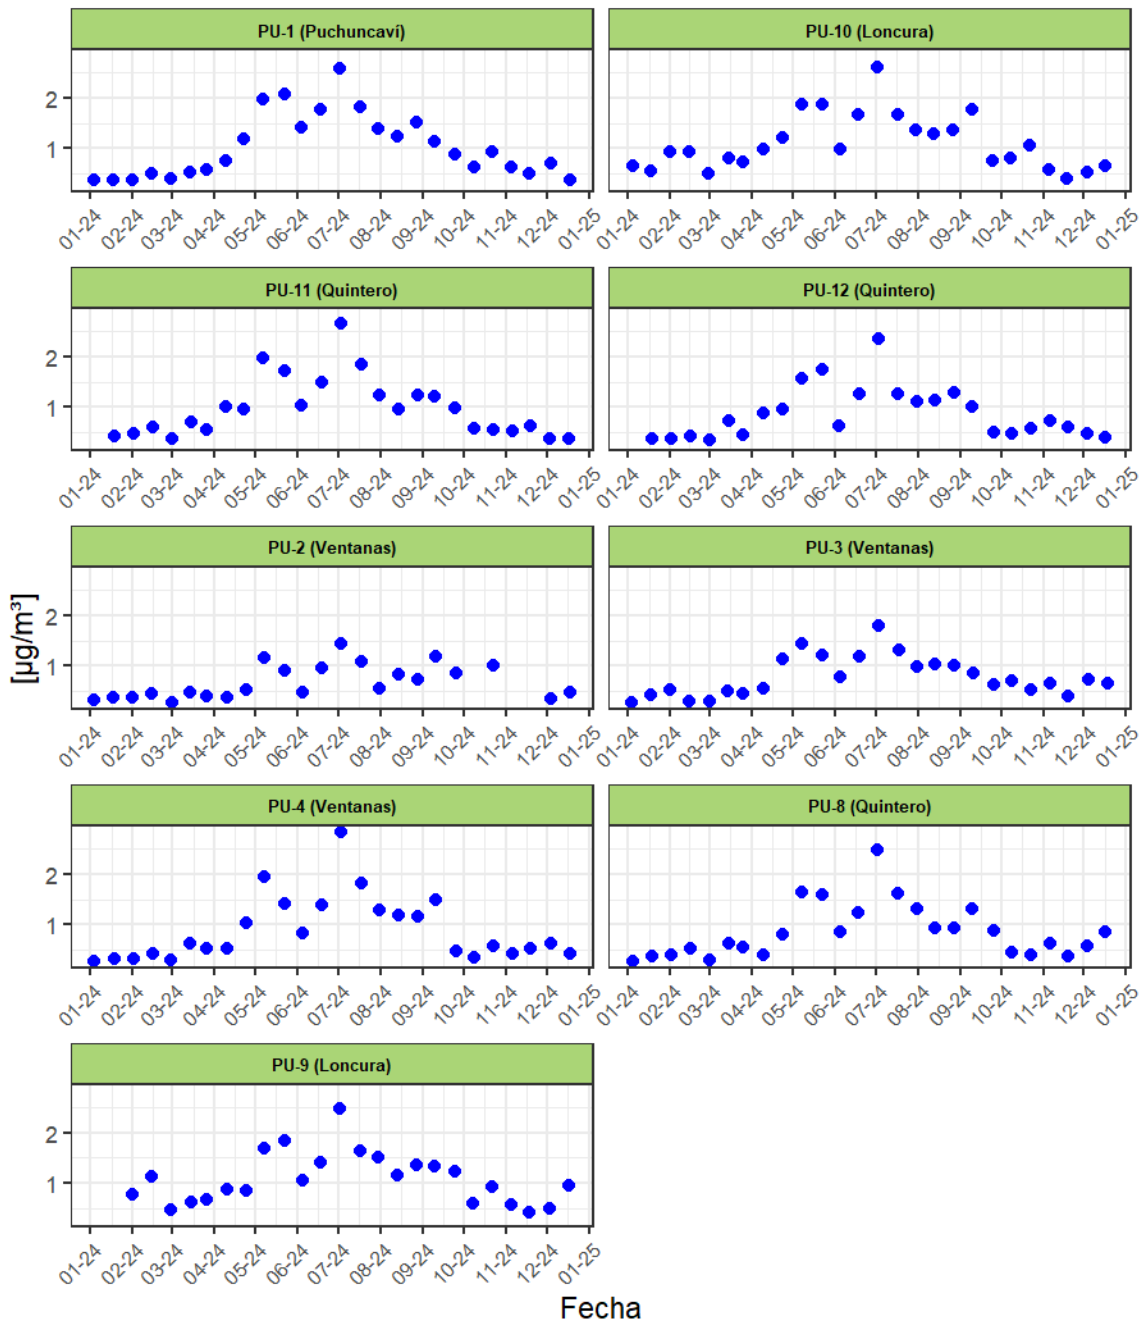 PU-1 (Puchuncaví)
PU-10 (Loncura)
2
1
01-24 02-24 03-24 04-24 05-24 06-24 07-24 08-24 09-24 10-24 11-24 12-24 01-25
01-24 02-24 03-24 04-24 05-24 06-24 07-24 08-24 09-24 10-24 11-24 12-24 01-25
PU-11 (Quintero)
PU-12 (Quintero)
2
1
01-24 02-24 03-24 04-24 05-24 06-24 07-24 08-24 09-24 10-24 11-24 12-24 01-25
01-24 02-24 03-24 04-24 05-24 06-24 07-24 08-24 09-24 10-24 11-24 12-24 01-25
PU-2 (Ventanas)
PU-3 (Ventanas)
[µg/m³]
2
1
01-24 02-24 03-24 04-24 05-24 06-24 07-24 08-24 09-24 10-24 11-24 12-24 01-25
01-24 02-24 03-24 04-24 05-24 06-24 07-24 08-24 09-24 10-24 11-24 12-24 01-25
PU-4 (Ventanas)
PU-8 (Quintero)
2
1
01-24 02-24 03-24 04-24 05-24 06-24 07-24 08-24 09-24 10-24 11-24 12-24 01-25
01-24 02-24 03-24 04-24 05-24 06-24 07-24 08-24 09-24 10-24 11-24 12-24 01-25
PU-9 (Loncura)
2
1
01-24 02-24 03-24 04-24 05-24 06-24 07-24 08-24 09-24 10-24 11-24 12-24 01-25
Fecha